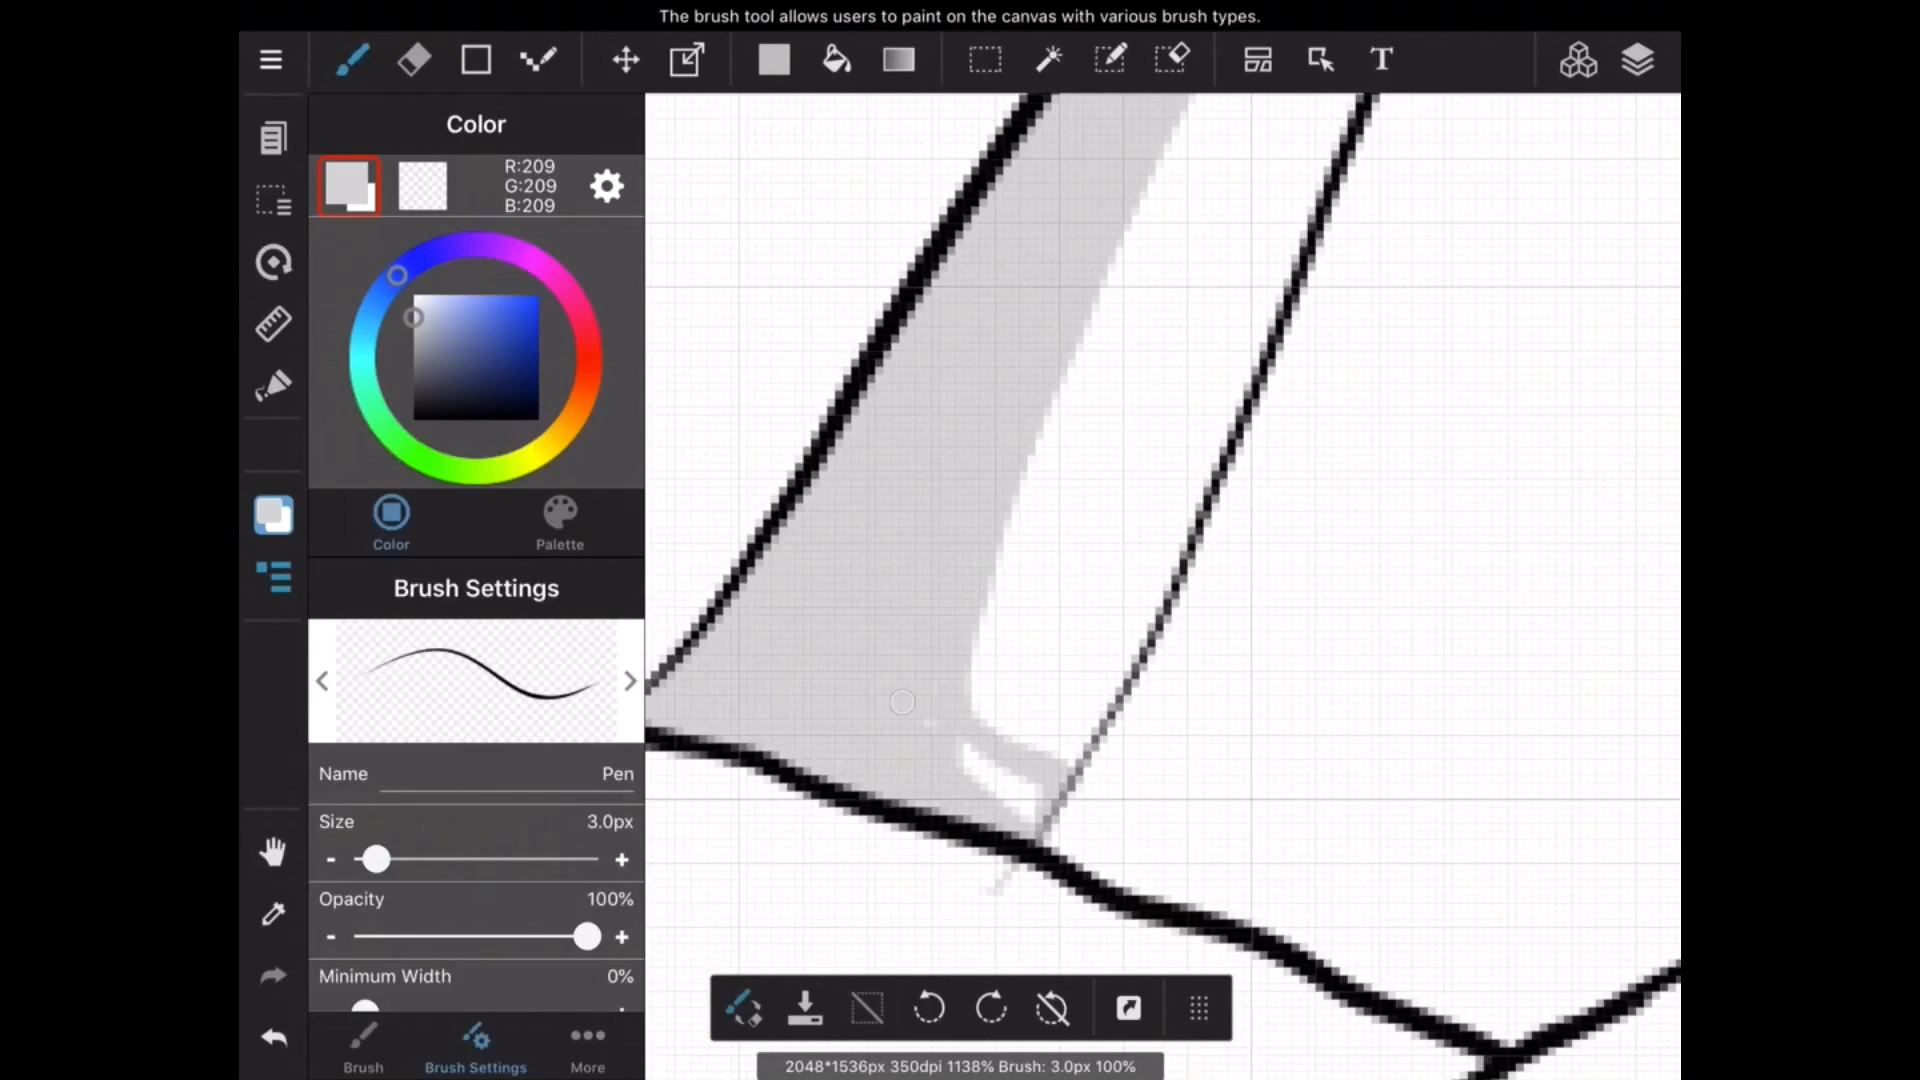 The brush tool allows users to paint on the canvas with various brush types.
T
Color
R:209
G:209
B:209
Color
Palette
Brush Settings
Name
Pen
Size
3.0px
- +
Opacity
100%
- +
Minimum Width
0%
Brush
Brush Settings
More
2048*1536px 350dpi 1138% Brush: 3.0px 100%